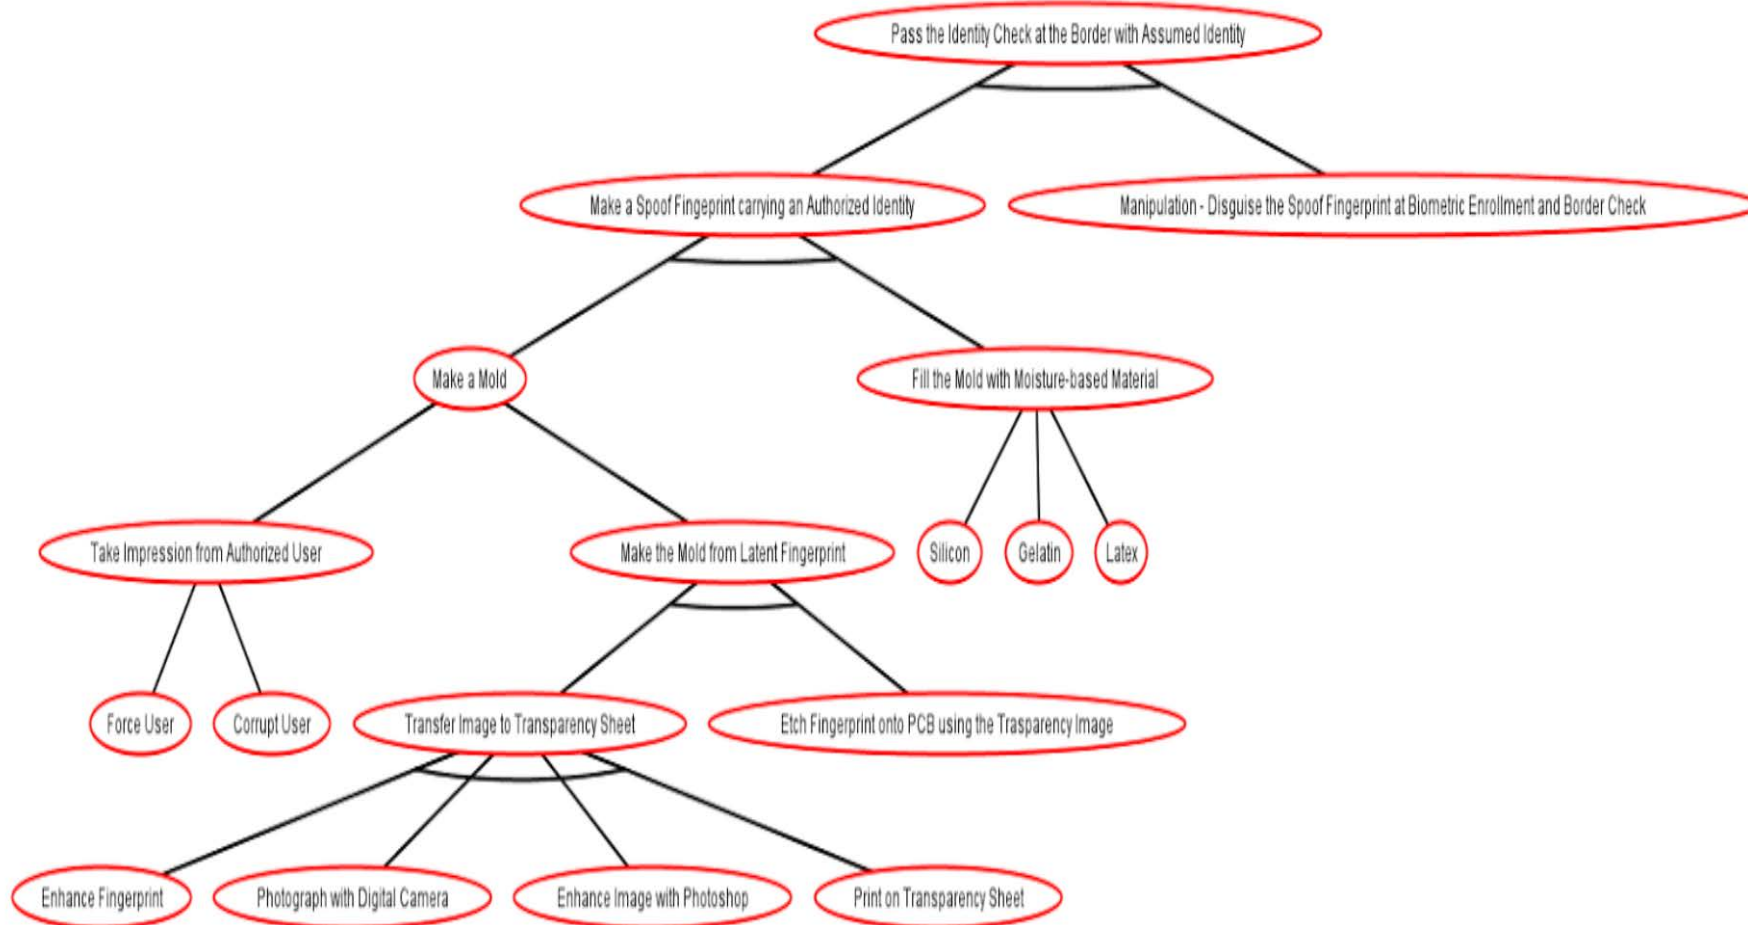 Pass the Identity Check at the Border with Assumed Identity
Make a Spoof Fingeprint carrying an Authorized Identity
Manipulation - Disguise the Spoof Fingerprint at Biometric Enrollment and Border Check
Make a Mold
Fill the Mold with Moisture-based Material
Take Impression from Authorized User
Make the Mold from Latent Fingerprint
Silicon
Gelatin
Latex
Force User
Corrupt User
Transfer Image to Transparency Sheet
Etch Fingerprint onto PCB using the Trasparency Image
Enhance Fingerprint
Photograph with Digital Camera
Enhance Image with Photoshop
Print on Transparency Sheet